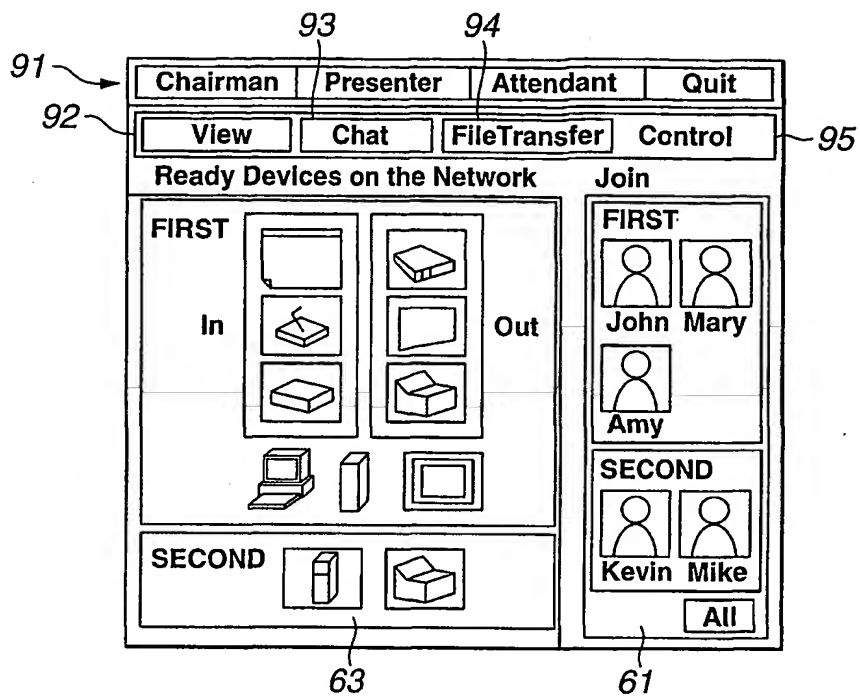 93 94
91 Chairman Presenter Attendant Quit
92 View Chat FileTransfer Control 95
Ready Devices on the Network Join
FIRST FIRST
In Out John Mary
Amy
SECOND SECOND
Kevin Mike
All
63 61